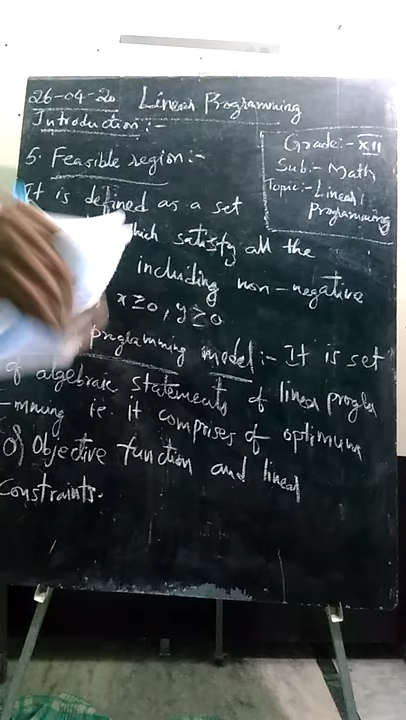 26-04-20 Linear Programming
Introduction:-
Grade:- XII
Sub:- Math
Topic:- Linear
Programming
5. Feasible region:-
It is defined as a set
which satisfy all the
including non-negative
x ≥ 0, y ≥ 0
programming model:- It is set
of algebraic statements of linear progra
-mming ie. it comprises of optimum
Objective function and linear
Constraints.